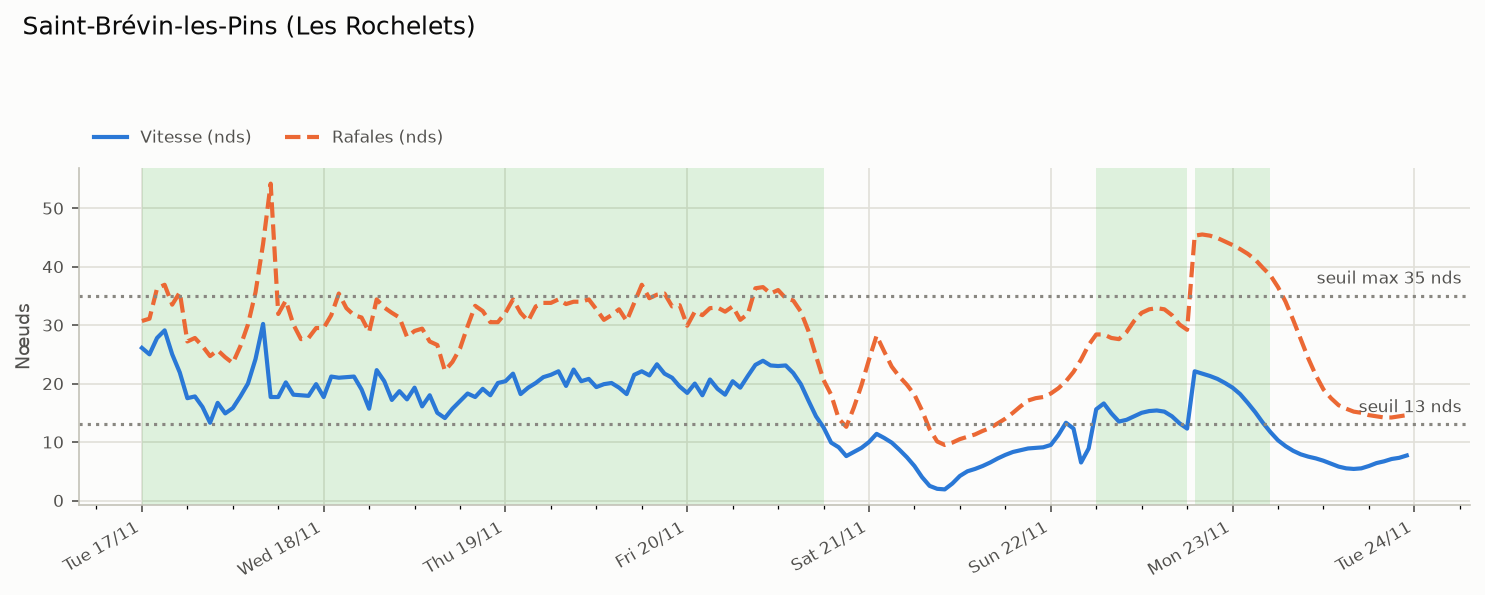 Saint-Brévin-les-Pins (Les Rochelets)
Vitesse (nds)
Rafales (nds)
Nœuds
50
40
30
20
10
0
seuil max 35 nds
seuil 13 nds
Tue 17/11
Wed 18/11
Thu 19/11
Fri 20/11
Sat 21/11
Sun 22/11
Mon 23/11
Tue 24/11